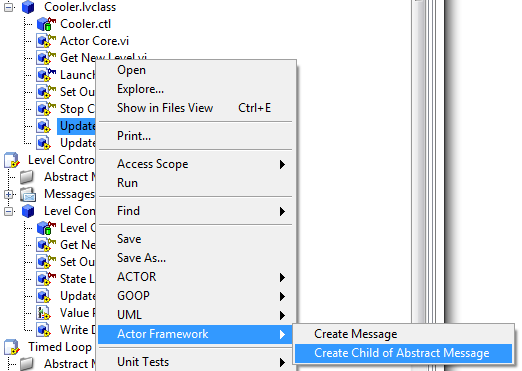 Cooler.lvclass
Cooler.ctl
Actor Core.vi
Get New Level.vi
Launch
Set Ou
Stop C
Update
Update
Level Contro
Abstract M
Messages
Level Con
Level C
Get Ne
Set Ou
State L
Update
Value P
Write D
Timed Loop
Abstract M
Open
Explore...
Show in Files View Ctrl+E
Print...
Access Scope
Run
Find
Save
Save As...
ACTOR
GOOP
UML
Actor Framework
Unit Tests
Create Message
Create Child of Abstract Message